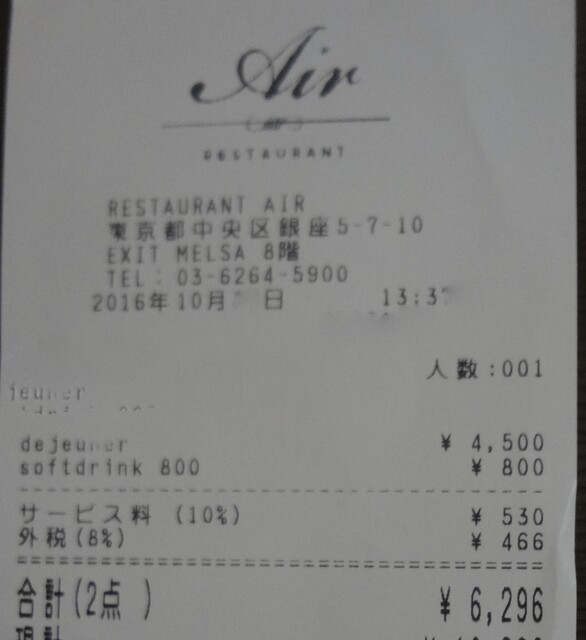 Air
RESTAURANT
RESTAURANT AIR
東京都中央区銀座5-7-10
EXIT MELSA 8階
TEL: 03-6264-5900
2016年10月 日 13:3
人数:001
dejeuner ¥ 4,500
softdrink 800 ¥ 800
サービス料 (10%) ¥ 530
外税(8%) ¥ 466
合計(2点 ) ¥ 6,296